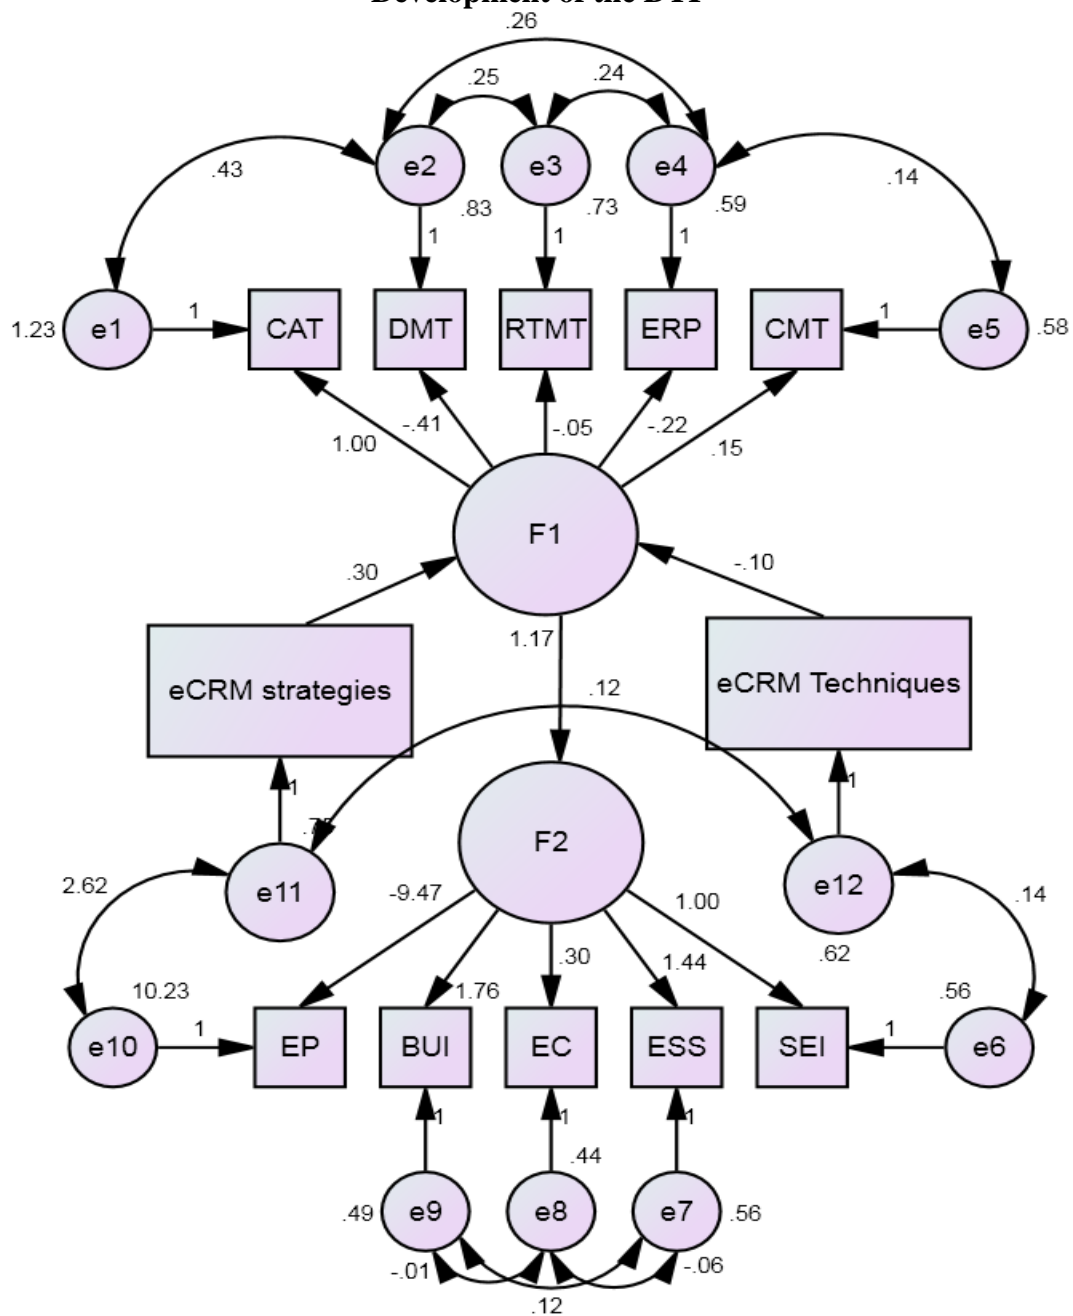 .26
.25
.24
.43
e2
e3
e4
.14
.83
.73
.59
1
1
1
1.23
e1
1
CAT
DMT
RTMT
ERP
CMT
1
e5
.58
1.00
-.41
-.05
-.22
.15
F1
.30
-.10
1.17
eCRM strategies
eCRM Techniques
.12
1
1
F2
2.62
e11
-9.47
1.00
e12
.14
.30
1.44
.62
10.23
1.76
.56
e10
1
EP
BUI
EC
ESS
SEI
1
e6
1
1
1
.44
.49
e9
e8
e7
.56
-.01
-.06
.12